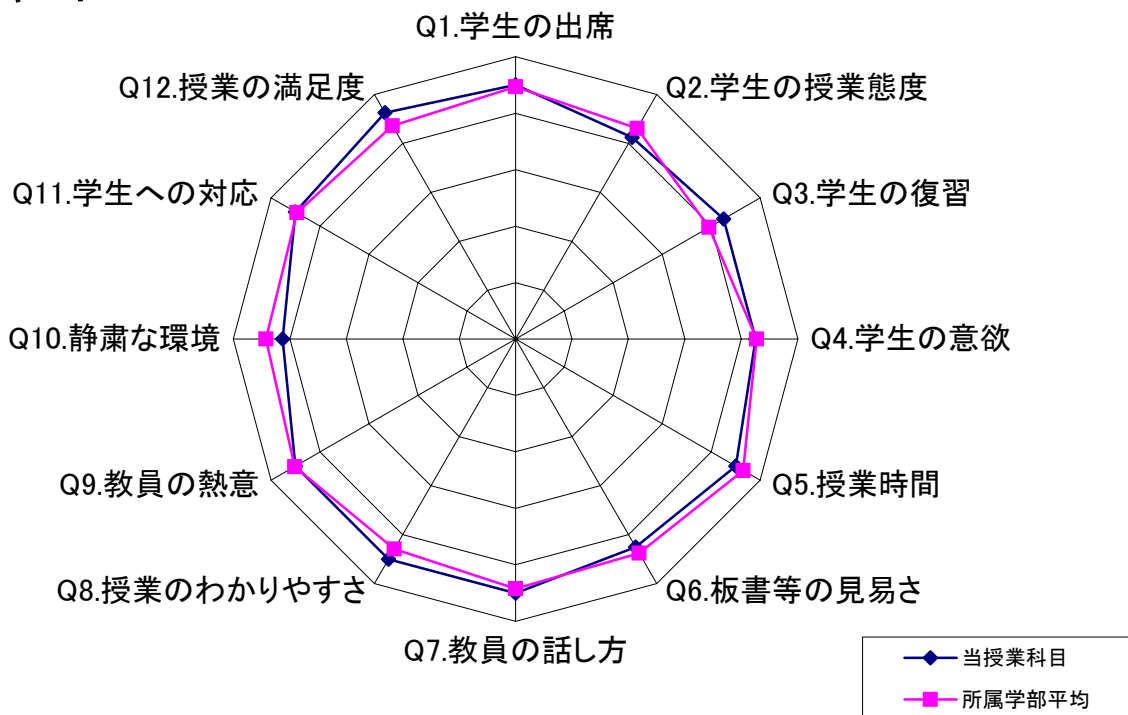 Q1.学生の出席
Q2.学生の授業態度
Q3.学生の復習
Q4.学生の意欲
Q5.授業時間
Q6.板書等の見易さ
Q7.教員の話し方
Q8.授業のわかりやすさ
Q9.教員の熱意
Q10.静粛な環境
Q11.学生への対応
Q12.授業の満足度
当授業科目
所属学部平均